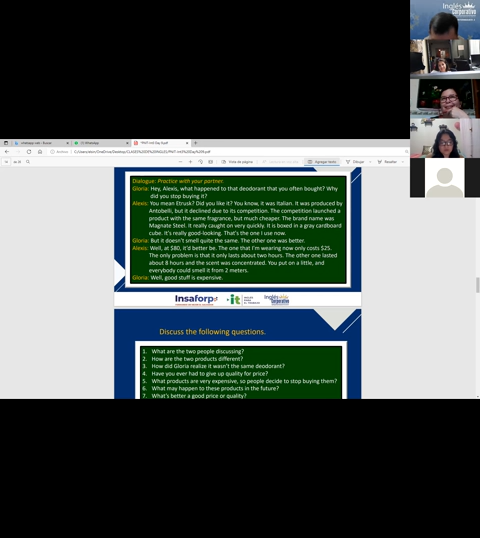 Inglés
Corporativo
Dialogue: Practice with your partner.
Gloria: Hey, Alexis, what happened to that deodorant that you often bought? Why
did you stop buying it?
Alexis: You mean Etrusk? Did you like it? You know, it was Italian. It was produced by
Antobelli, but it declined due to its competition. The competition launched a
product with the same fragrance, but much cheaper. The brand name was
Magnate Steel. It really caught on very quickly. It is boxed in a gray cardboard
cube. It's really good-looking. That's the one I use now.
Gloria: But it doesn't smell quite the same. The other one was better.
Alexis: Well, at $80, it'd better be. The one that I'm wearing now only costs $25.
The only problem is that it only lasts about two hours. The other one lasted
about 8 hours and the scent was concentrated. You put on a little, and
everybody could smell it from 2 meters.
Gloria: Well, good stuff is expensive.
Insaforp
it
Inglés
Corporativo
Discuss the following questions.
1. What are the two people discussing?
2. How are the two products different?
3. How did Gloria realize it wasn't the same deodorant?
4. Have you ever had to give up quality for price?
5. What products are very expensive, so people decide to stop buying them?
6. What may happen to these products in the future?
7. What's better a good price or quality?